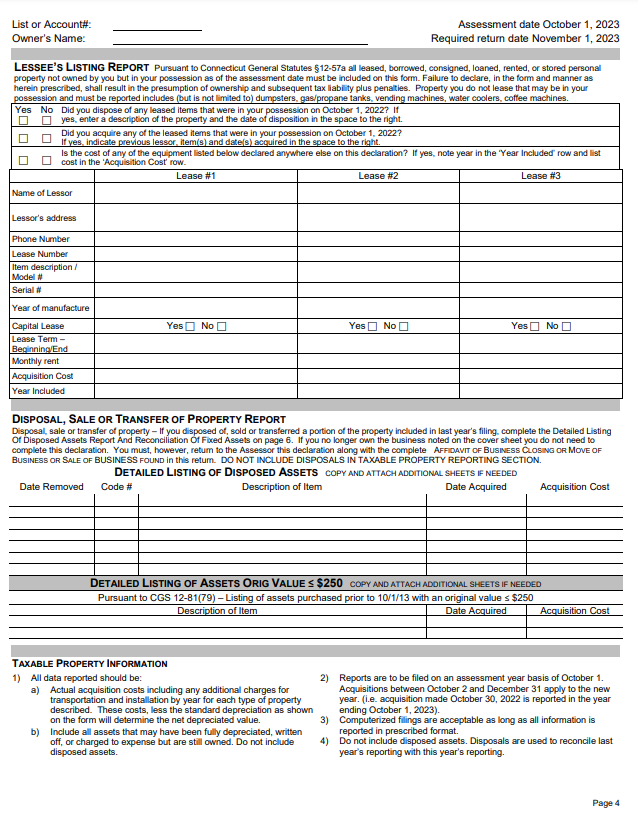 List or Account#:
Assessment date October 1, 2023
Owner's Name:
Required return date November 1, 2023
LESSEE'S LISTING REPORT Pursuant to Connecticut General Statutes §12-57a all leased, borrowed, consigned, loaned, rented, or stored personal
property not owned by you but in your possession as of the assessment date must be included on this form. Failure to declare, in the form and manner as
herein prescribed, shall result in the presumption of ownership and subsequent tax liability plus penalties. Property you do not lease that may be in your
possession and must be reported includes (but is not limited to) dumpsters, gas/propane tanks, vending machines, water coolers, coffee machines.
Yes No Did you dispose of any leased items that were in your possession on October 1, 2022? If
yes, enter a description of the property and the date of disposition in the space to the right.
Did you acquire any of the leased items that were in your possession on October 1, 2022?
If yes, indicate previous lessor, item(s) and date(s) acquired in the space to the right.
Is the cost of any of the equipment listed below declared anywhere else on this declaration? If yes, note year in the 'Year Included' row and list
cost in the 'Acquisition Cost' row.
Lease #1 Lease #2 Lease #3
Name of Lessor
Lessor's address
Phone Number
Lease Number
Item description /
Model #
Serial #
Year of manufacture
Capital Lease Yes No Yes No Yes No
Lease Term –
Beginning/End
Monthly rent
Acquisition Cost
Year Included
DISPOSAL, SALE OR TRANSFER OF PROPERTY REPORT
Disposal, sale or transfer of property – If you disposed of, sold or transferred a portion of the property included in last year's filing, complete the Detailed Listing
Of Disposed Assets Report And Reconciliation Of Fixed Assets on page 6. If you no longer own the business noted on the cover sheet you do not need to
complete this declaration. You must, however, return to the Assessor this declaration along with the complete AFFIDAVIT OF BUSINESS CLOSING OR MOVE OF
BUSINESS OR SALE OF BUSINESS FOUND in this return. DO NOT INCLUDE DISPOSALS IN TAXABLE PROPERTY REPORTING SECTION.
DETAILED LISTING OF DISPOSED ASSETS COPY AND ATTACH ADDITIONAL SHEETS IF NEEDED
Date Removed Code # Description of Item Date Acquired Acquisition Cost
DETAILED LISTING OF ASSETS ORIG VALUE ≤ $250 COPY AND ATTACH ADDITIONAL SHEETS IF NEEDED
Pursuant to CGS 12-81(79) – Listing of assets purchased prior to 10/1/13 with an original value ≤ $250
Description of Item Date Acquired Acquisition Cost
TAXABLE PROPERTY INFORMATION
1) All data reported should be:
a) Actual acquisition costs including any additional charges for
transportation and installation by year for each type of property
described. These costs, less the standard depreciation as shown
on the form will determine the net depreciated value.
b) Include all assets that may have been fully depreciated, written
off, or charged to expense but are still owned. Do not include
disposed assets.
2) Reports are to be filed on an assessment year basis of October 1.
Acquisitions between October 2 and December 31 apply to the new
year. (i.e. acquisition made October 30, 2022 is reported in the year
ending October 1, 2023).
3) Computerized filings are acceptable as long as all information is
reported in prescribed format.
4) Do not include disposed assets. Disposals are used to reconcile last
year's reporting with this year's reporting.
Page 4